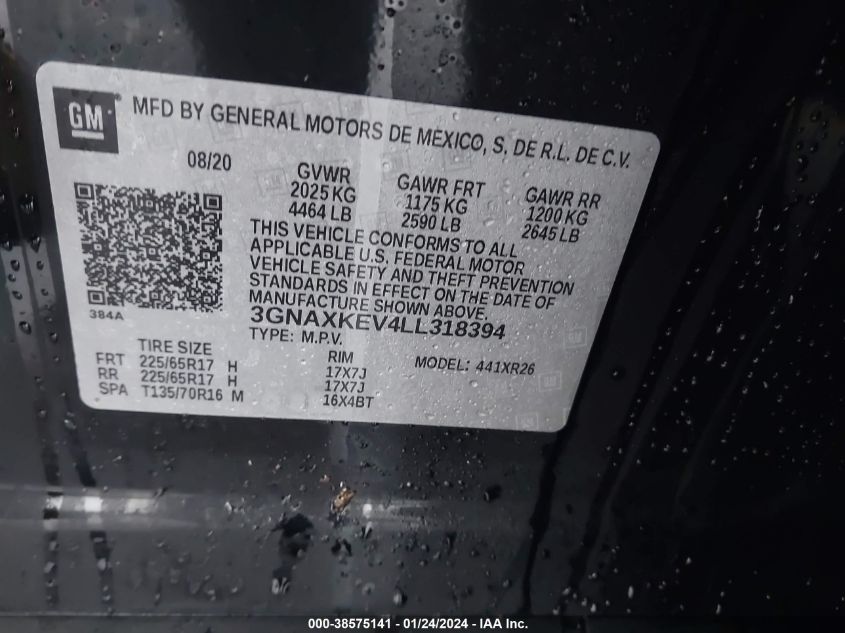 GM
MFD BY GENERAL MOTORS DE MEXICO, S, DE R.L. DE C.V.
08/20
GVWR
2025 KG
4464 LB
GAWR FRT
1175 KG
2590 LB
GAWR RR
1200 KG
2645 LB
THIS VEHICLE CONFORMS TO ALL
APPLICABLE U.S. FEDERAL MOTOR
VEHICLE SAFETY AND THEFT PREVENTION
STANDARDS IN EFFECT ON THE DATE OF
MANUFACTURE SHOWN ABOVE.
384A
3GNAXKEV4LL318394
TYPE: M.P.V.
MODEL: 441XR26
TIRE SIZE RIM
FRT 225/65R17 H 17X7J
RR 225/65R17 H 17X7J
SPA T135/70R16 M 16X4BT
000-38575141 - 01/24/2024 - IAA Inc.